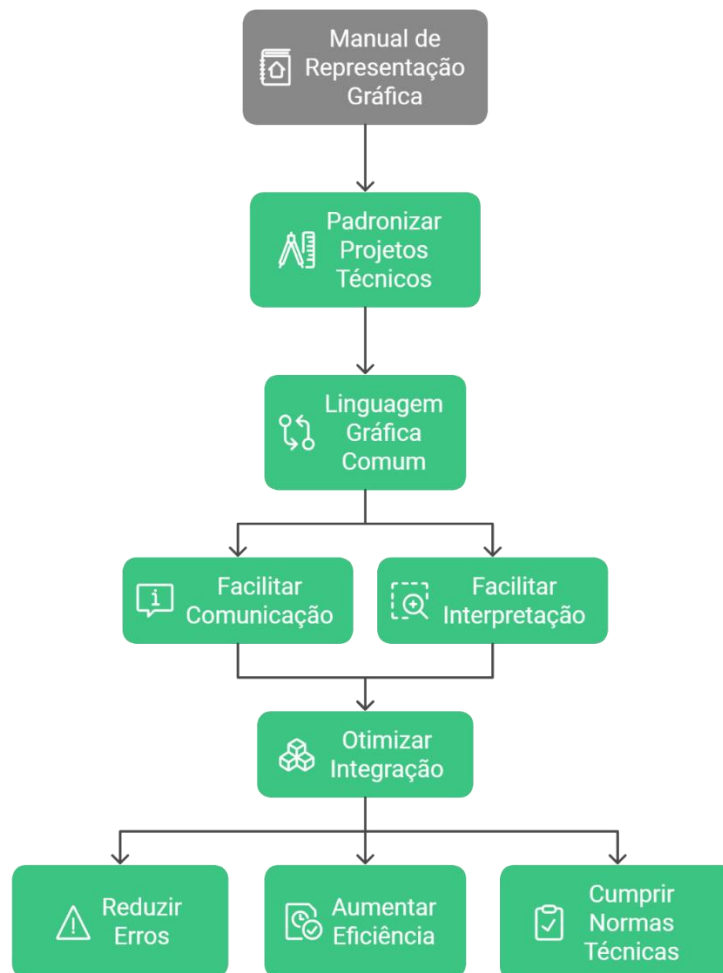 Manual de
Representação
Gráfica
Padronizar
Projetos
Técnicos
Linguagem
Gráfica
Comum
Facilitar
Comunicação
Facilitar
Interpretação
Otimizar
Integração
Reduzir
Erros
Aumentar
Eficiência
Cumprir
Normas
Técnicas